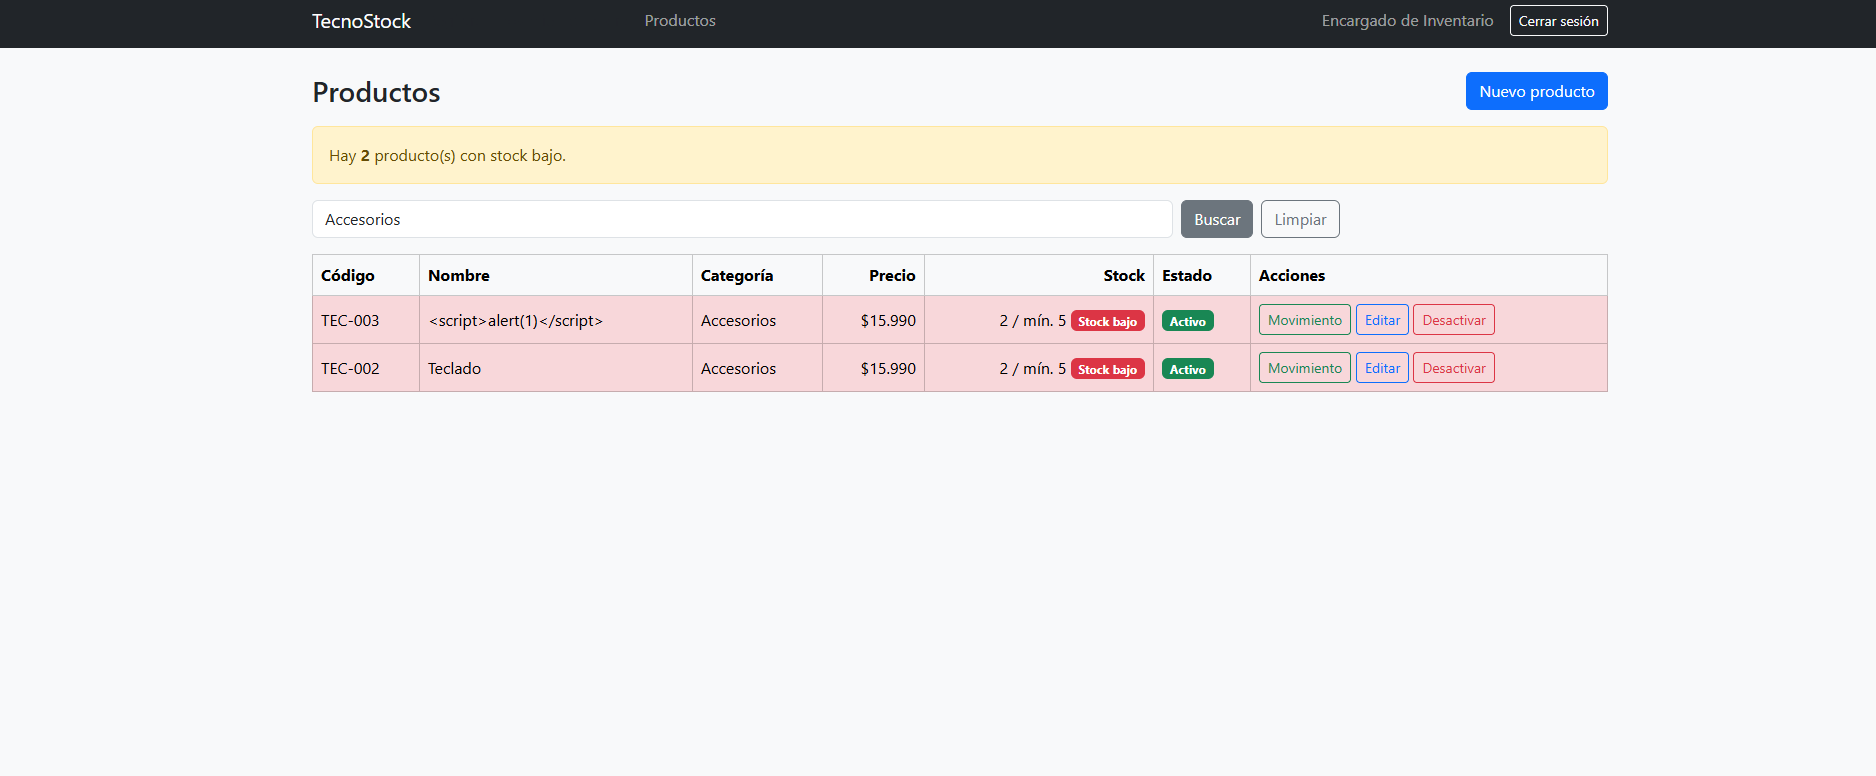 TecnoStock Productos Encargado de Inventario Cerrar sesión
Productos Nuevo producto
Hay 2 producto(s) con stock bajo.
Accesorios Buscar Limpiar
Código Nombre Categoría Precio Stock Estado Acciones
TEC-003 <script>alert(1)</script> Accesorios $15.990 2 / mín. 5 Stock bajo Activo Movimiento Editar Desactivar
TEC-002 Teclado Accesorios $15.990 2 / mín. 5 Stock bajo Activo Movimiento Editar Desactivar